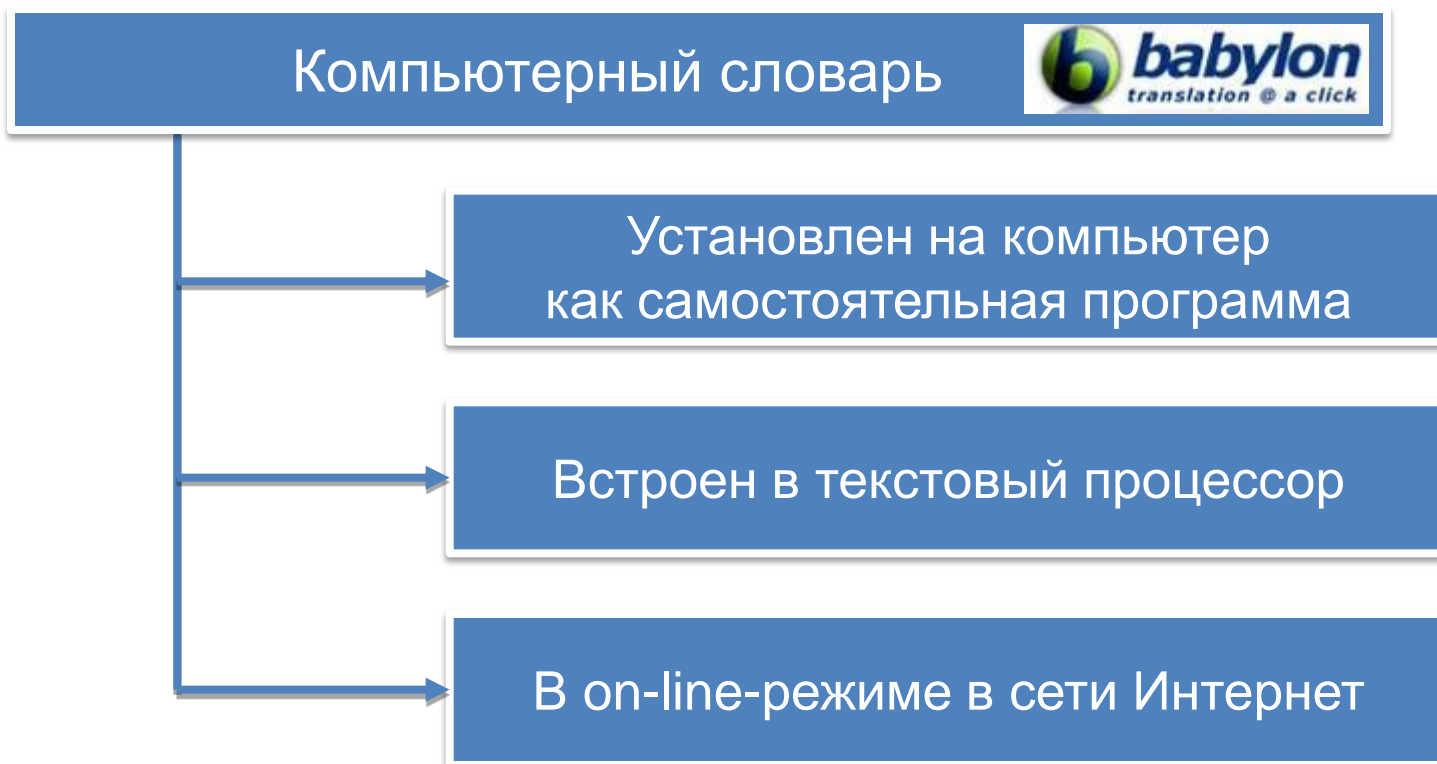 Компьютерный словарь
b babylon
translation @ a click
Установлен на компьютер
как самостоятельная программа
Встроен в текстовый процессор
В on-line-режиме в сети Интернет